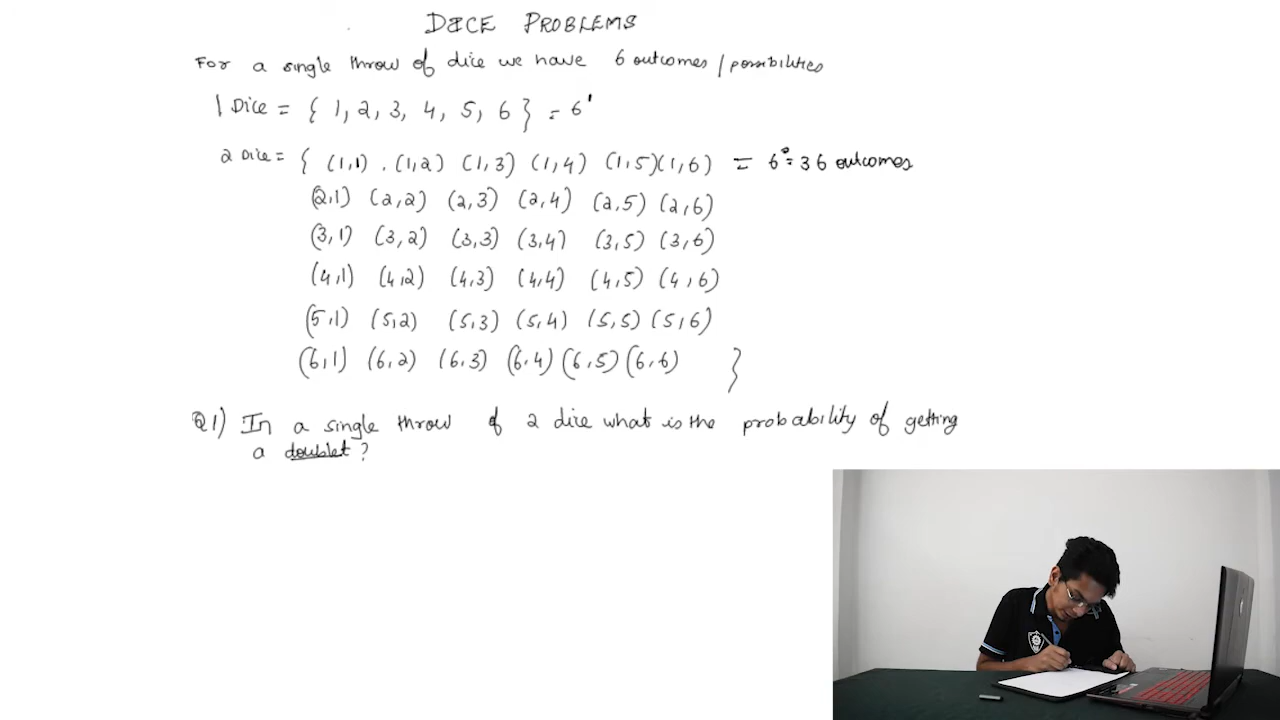 DICE PROBLEMS
For a single throw of dice we have 6 outcomes / possibilities
1 Dice = { 1, 2, 3, 4, 5, 6 } = 6¹
2 Dice = { (1,1) . (1,2) (1,3) (1,4) (1,5) (1,6) = 6² = 36 outcomes
(2,1) (2,2) (2,3) (2,4) (2,5) (2,6)
(3,1) (3,2) (3,3) (3,4) (3,5) (3,6)
(4,1) (4,2) (4,3) (4,4) (4,5) (4,6)
(5,1) (5,2) (5,3) (5,4) (5,5) (5,6)
(6,1) (6,2) (6,3) (6,4) (6,5) (6,6) }
Q1) In a single throw of 2 dice what is the probability of getting
a doublet?